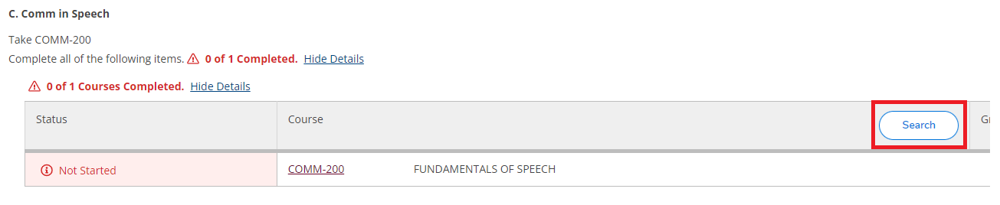 C. Comm in Speech
Take COMM-200
Complete all of the following items. 0 of 1 Completed. Hide Details
0 of 1 Courses Completed. Hide Details
Status Course Search
Not Started COMM-200 FUNDAMENTALS OF SPEECH